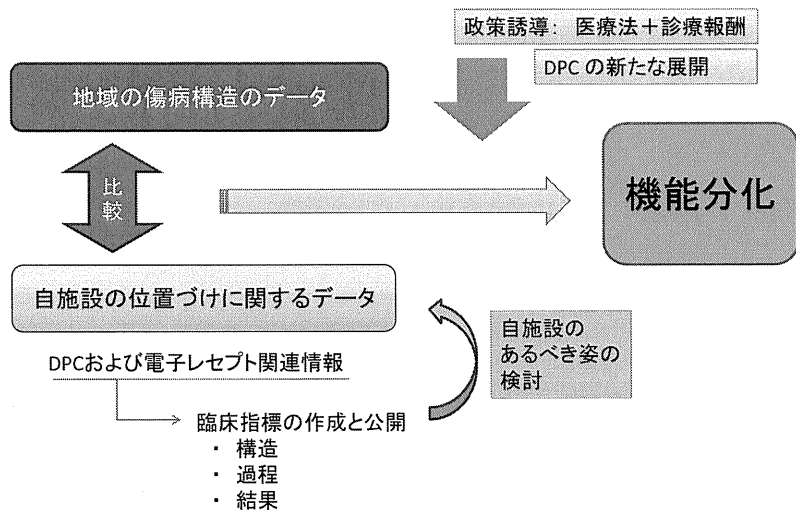 政策誘導： 医療法＋診療報酬
DPC の新たな展開
地域の傷病構造のデータ
比較
機能分化
自施設の位置づけに関するデータ
自施設の
あるべき姿の
検討
DPCおよび電子レセプト関連情報
臨床指標の作成と公開
・ 構造
・ 過程
・ 結果